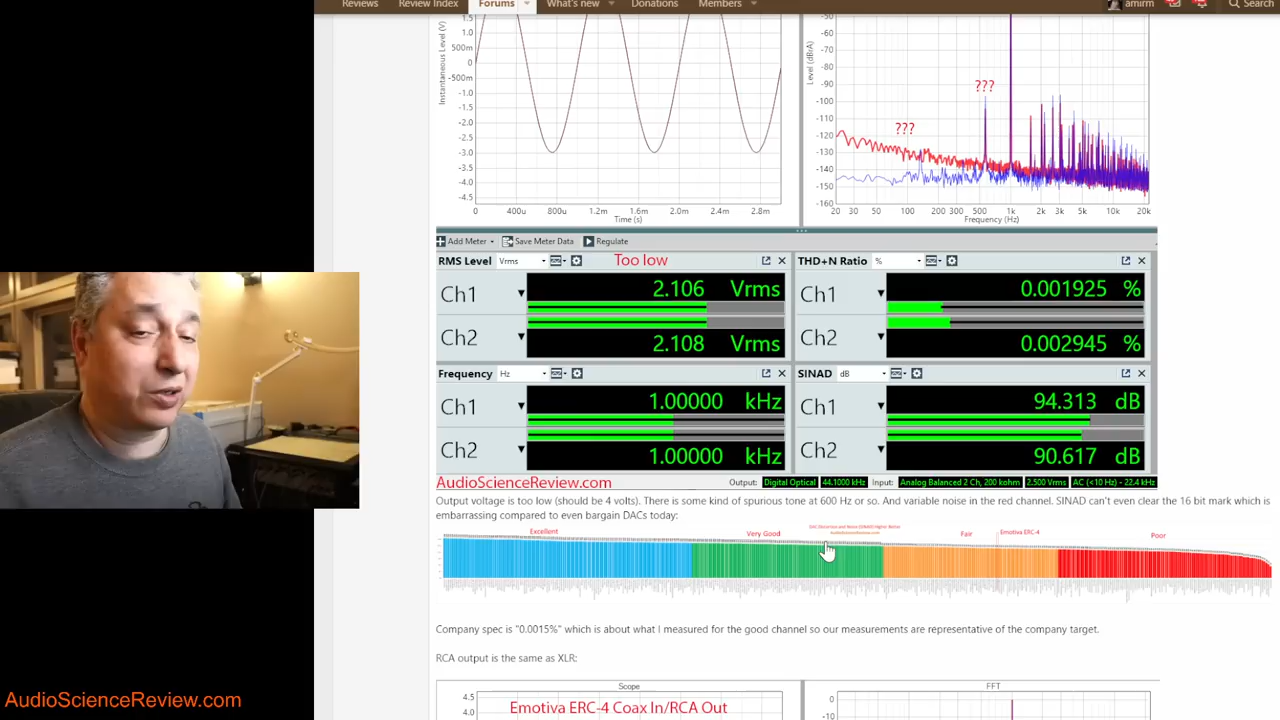 Reviews Review Index Forums What's new Donations Members amirm Search
Instantaneous Level (V)
1.5
1.0
500m
0
-500m
-1.0
-1.5
-2.0
-2.5
-3.0
-3.5
-4.0
-4.5
0 400u 800u 1.2m 1.6m 2.0m 2.4m 2.8m
Time (s)
Level (dBrA)
-50
-60
-70
-80
-90
-100
-110
-120
-130
-140
-150
-160
???
???
20 30 50 100 200 300 500 1k 2k 3k 5k 10k 20k
Frequency (Hz)
Add Meter Save Meter Data Regulate
RMS Level Vrms Too low
Ch1 2.106 Vrms
Ch2 2.108 Vrms
THD+N Ratio %
Ch1 0.001925 %
Ch2 0.002945 %
Frequency Hz
Ch1 1.00000 kHz
Ch2 1.00000 kHz
SINAD dB
Ch1 94.313 dB
Ch2 90.617 dB
AudioScienceReview.com Output: Digital Optical 44.1000 kHz Input: Analog Balanced 2 Ch, 200 kohm 2.500 Vrms AC (<10 Hz) - 22.4 kHz
Output voltage is too low (should be 4 volts). There is some kind of spurious tone at 600 Hz or so. And variable noise in the red channel. SINAD can't even clear the 16 bit mark which is
embarrassing compared to even bargain DACs today:
DAC Distortion and Noise (SINAD) Higher Better
AudioScienceReview.com
Excellent Very Good Fair Emotiva ERC-4 Poor
Company spec is "0.0015%" which is about what I measured for the good channel so our measurements are representative of the company target.
RCA output is the same as XLR:
Scope
4.5
4.0
Emotiva ERC-4 Coax In/RCA Out
FFT
0
-10
AudioScienceReview.com